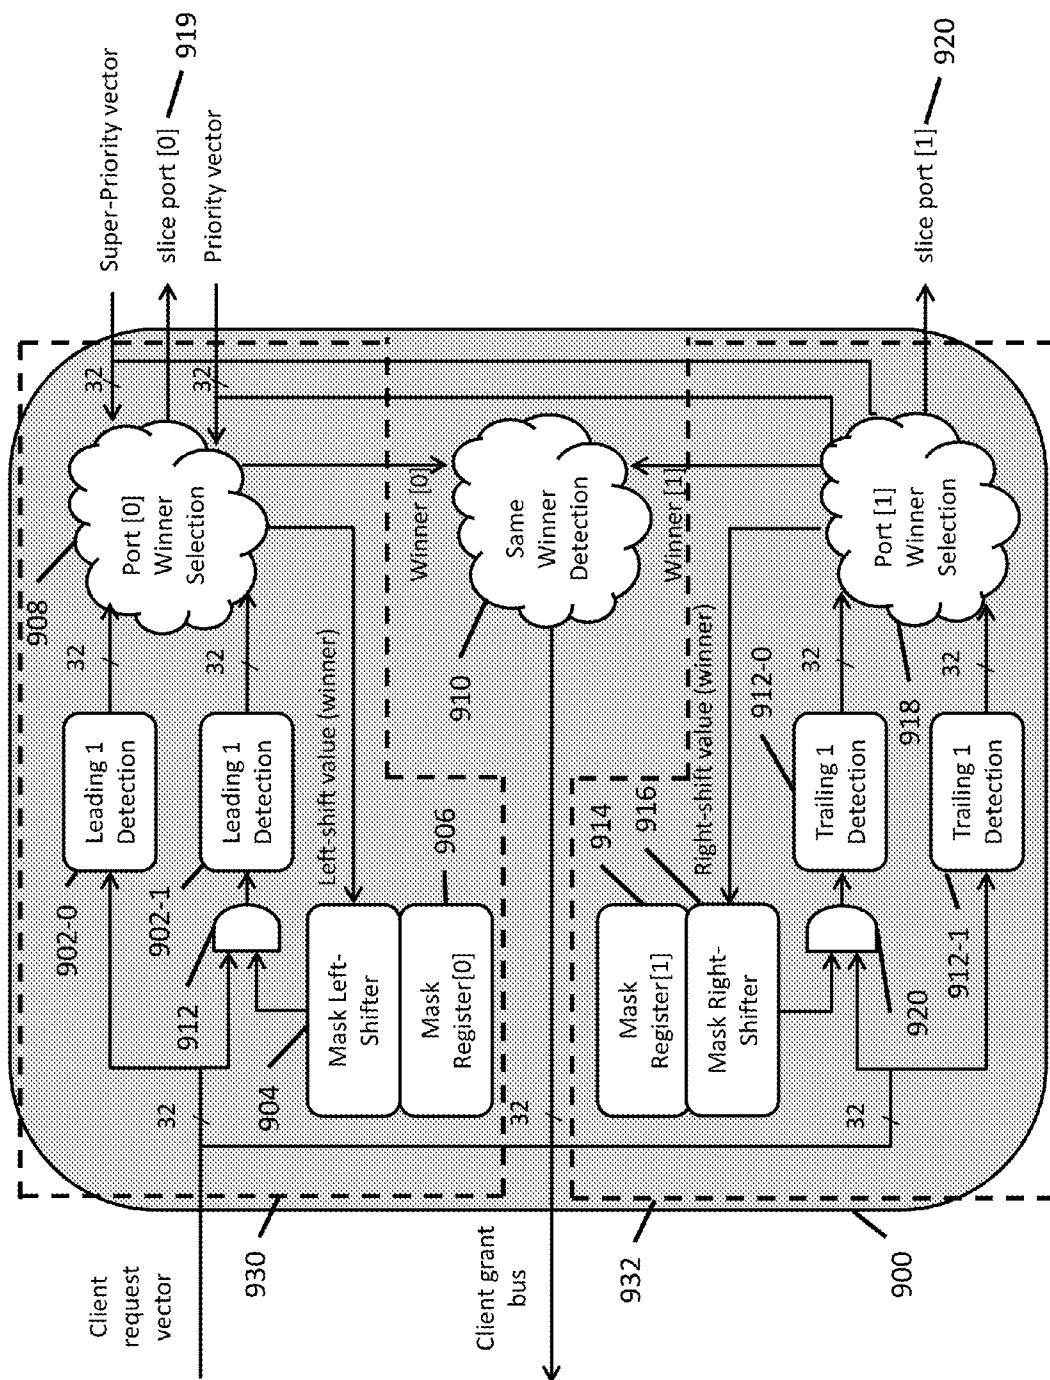 Client
request
vector
Client grant
bus
930
932
900
32
32
32
902-0
902-1
912
904
Leading 1
Detection
Leading 1
Detection
Mask Left-
Shifter
Mask
Register[0]
906
Left-shift value (winner)
32
32
908
Port [0]
Winner
Selection
32
32
Super-Priority vector
slice port [0]
919
Priority vector
Winner [0]
910
Same
Winner
Detection
Winner [1]
914
916
Mask
Register[1]
Mask Right-
Shifter
Right-shift value (winner)
912-0
Trailing 1
Detection
920
912-1
Trailing 1
Detection
32
32
918
Port [1]
Winner
Selection
slice port [1]
920